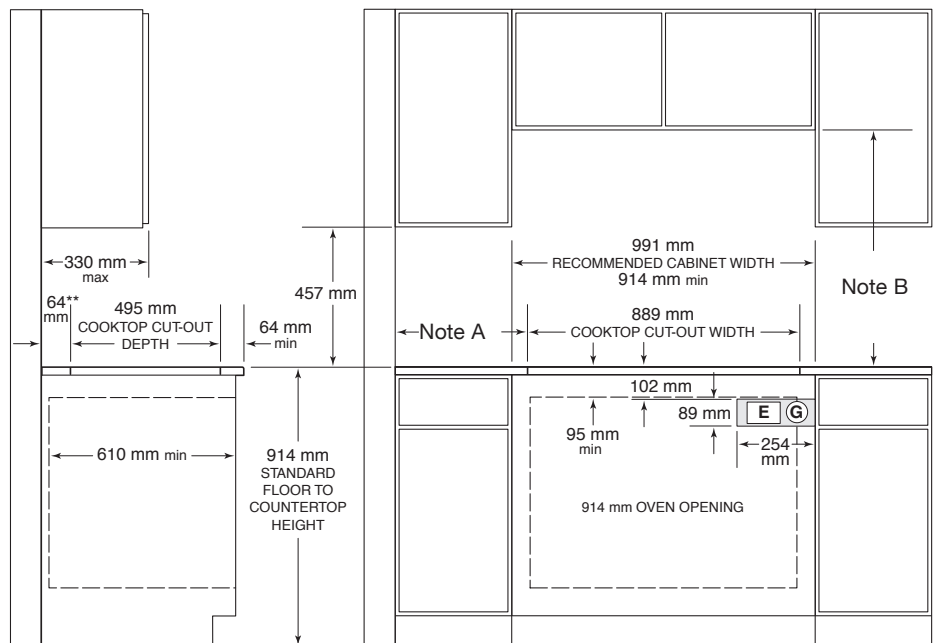 330 mm
max
64**
mm
495 mm
COOKTOP CUT-OUT
DEPTH
64 mm
min
457 mm
991 mm
RECOMMENDED CABINET WIDTH
914 mm min
Note A
889 mm
COOKTOP CUT-OUT WIDTH
Note B
102 mm
89 mm
E
G
95 mm
min
254
mm
610 mm min
914 mm
STANDARD
FLOOR TO
COUNTERTOP
HEIGHT
914 mm OVEN OPENING